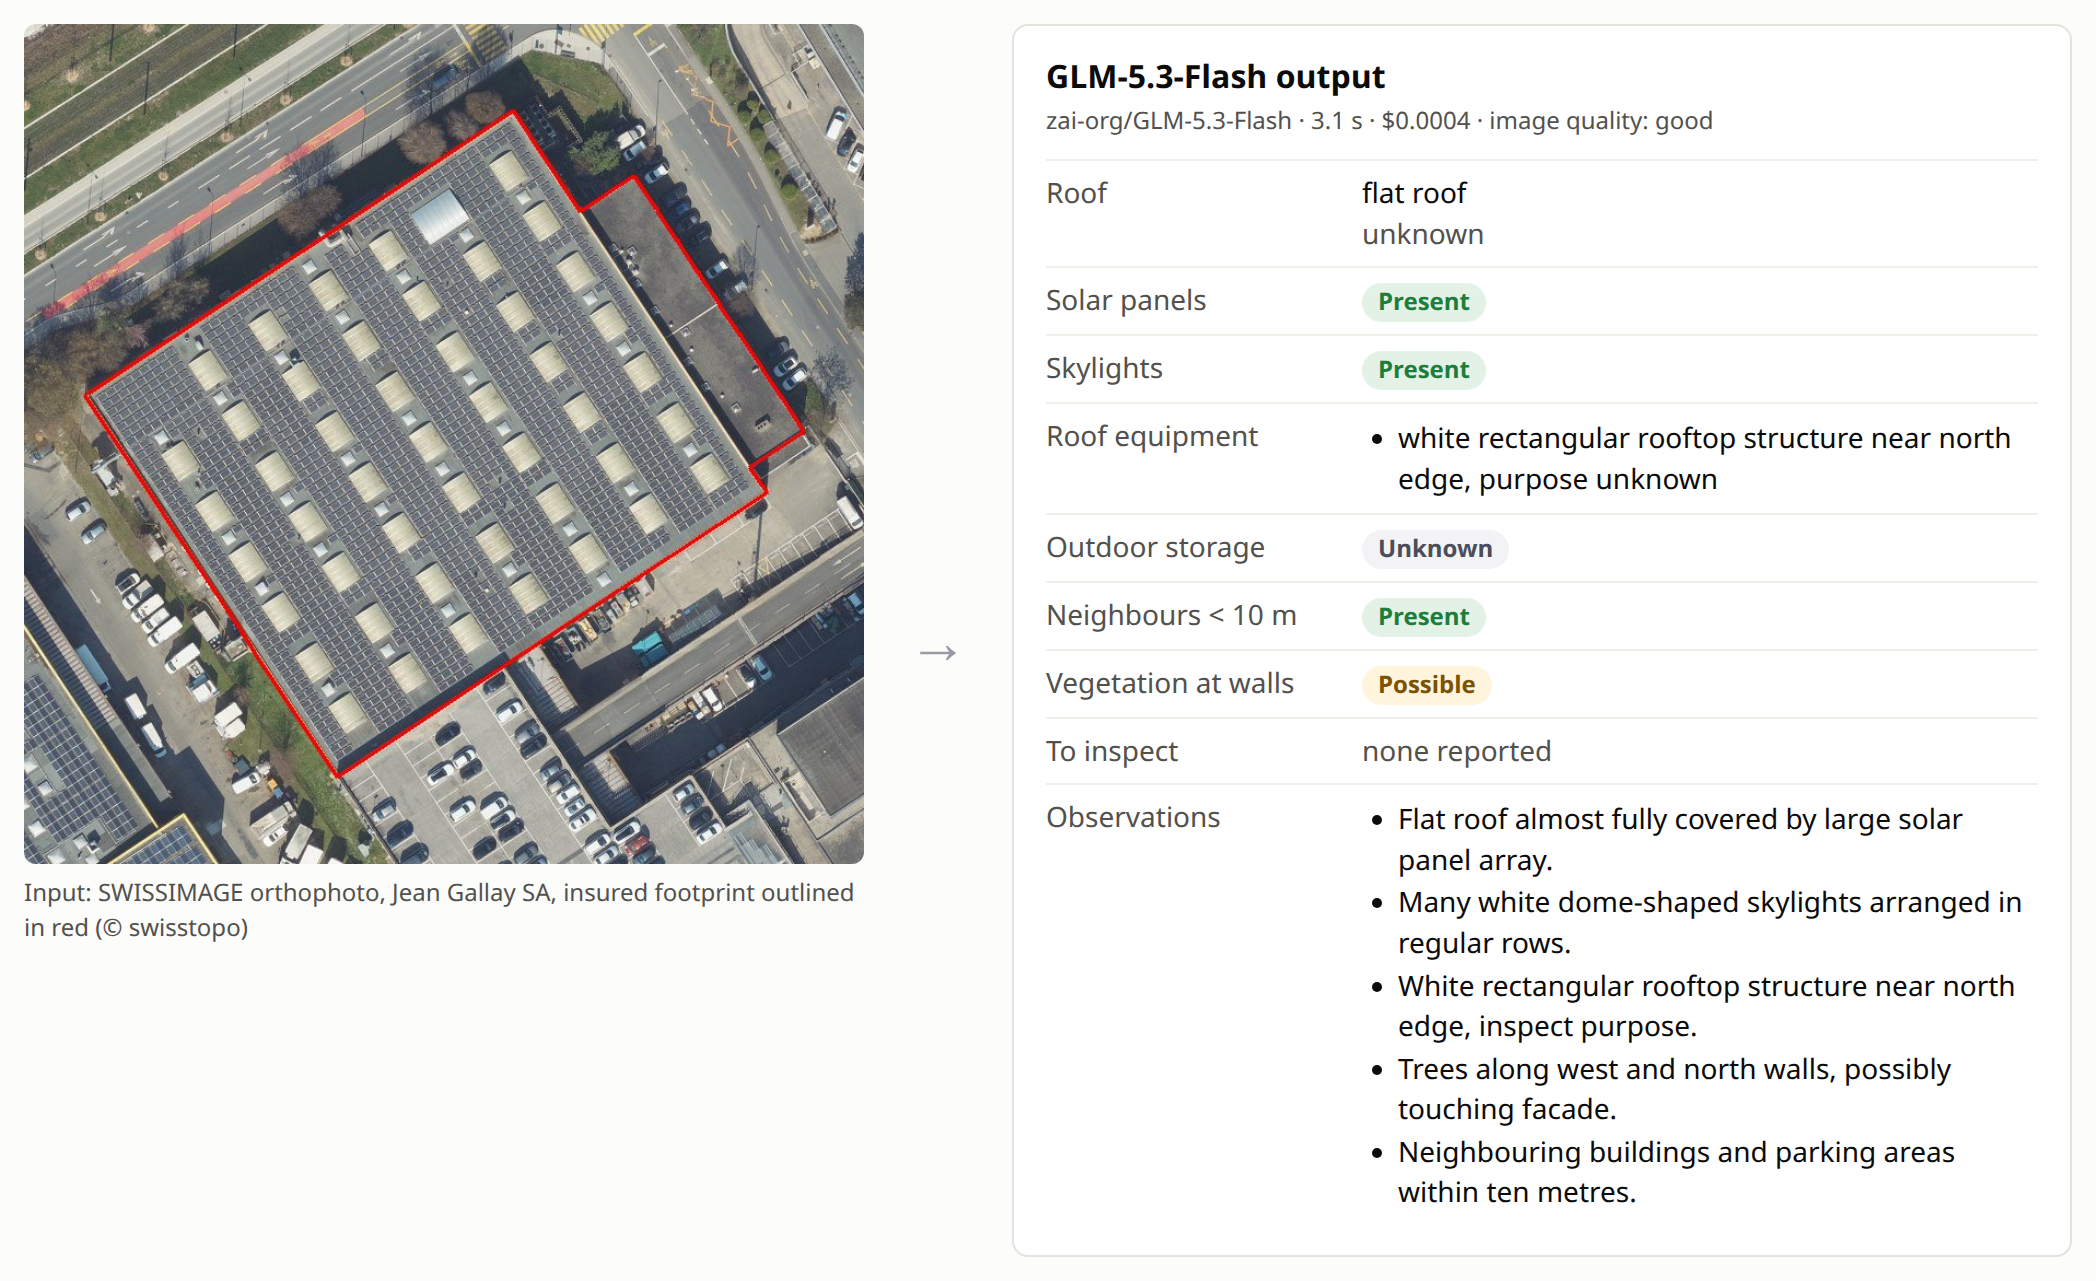 GLM-5.3-Flash output
zai-org/GLM-5.3-Flash · 3.1 s · $0.0004 · image quality: good
Roof
flat roof
unknown
Solar panels
Present
Skylights
Present
Roof equipment
• white rectangular rooftop structure near north
edge, purpose unknown
Outdoor storage
Unknown
Neighbours < 10 m
Present
Vegetation at walls
Possible
To inspect
none reported
Observations
• Flat roof almost fully covered by large solar
panel array.
• Many white dome-shaped skylights arranged in
regular rows.
• White rectangular rooftop structure near north
edge, inspect purpose.
• Trees along west and north walls, possibly
touching facade.
• Neighbouring buildings and parking areas
within ten metres.
→
Input: SWISSIMAGE orthophoto, Jean Gallay SA, insured footprint outlined
in red (© swisstopo)